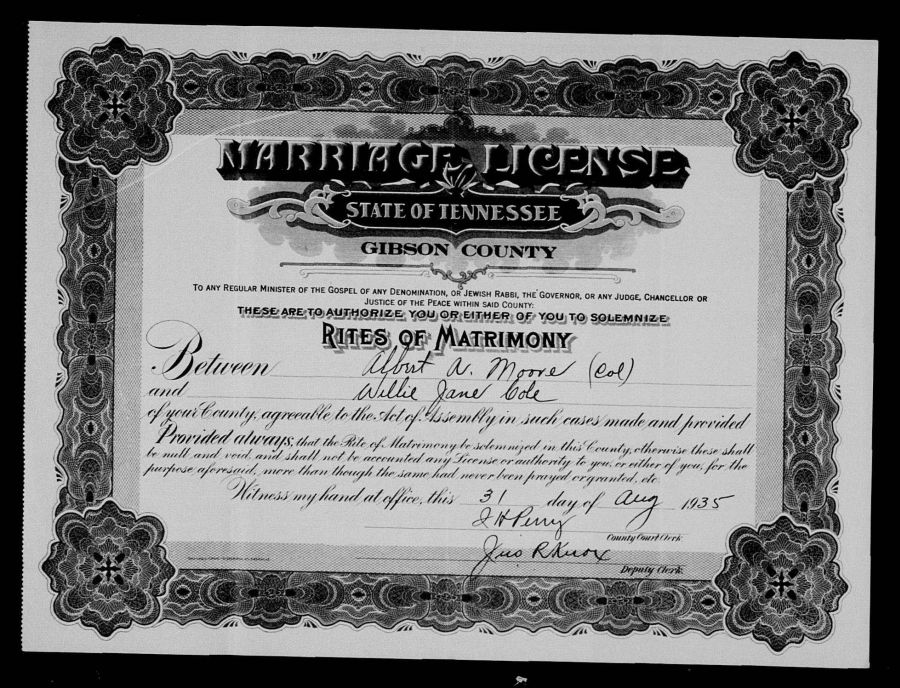 MARRIAGE LICENSE
STATE OF TENNESSEE
GIBSON COUNTY
TO ANY REGULAR MINISTER OF THE GOSPEL OF ANY DENOMINATION, OR JEWISH RABBI, THE GOVERNOR, OR ANY JUDGE, CHANCELLOR OR
JUSTICE OF THE PEACE WITHIN SAID COUNTY:
THESE ARE TO AUTHORIZE YOU OR EITHER OF YOU TO SOLEMNIZE
RITES OF MATRIMONY
Between Albert A. Moore (Col)
and Willie Jane Cole
of your County, agreeable to the Act of Assembly in such cases made and provided
Provided always, that the Rite of Matrimony be solemnized in this County, otherwise these shall
be null and void, and shall not be accounted any License or authority to you, or either of you, for the
purpose aforesaid, more than though the same had never been prayed or granted, etc.
Witness my hand at office, this 31 day of Aug 1935
J H Perry
County Court Clerk
Jno R Knox
Deputy Clerk